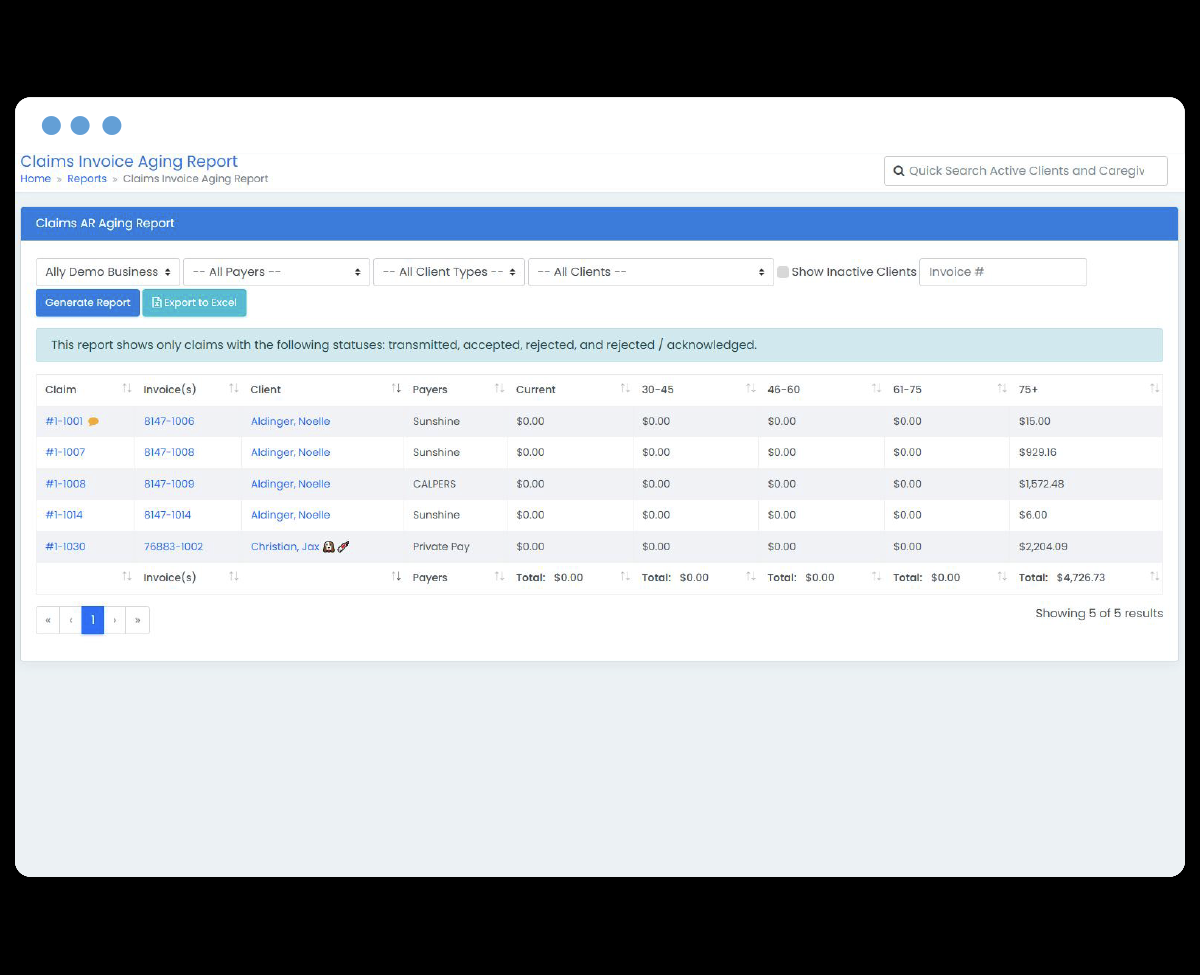 Claims Invoice Aging Report
Home » Reports » Claims Invoice Aging Report
Quick Search Active Clients and Caregiv
Claims AR Aging Report
Ally Demo Business -- All Payers -- -- All Client Types -- -- All Clients -- Show Inactive Clients Invoice #
Generate Report Export to Excel
This report shows only claims with the following statuses: transmitted, accepted, rejected, and rejected / acknowledged.
Claim Invoice(s) Client Payers Current 30-45 46-60 61-75 75+
#1-1001 8147-1006 Aldinger, Noelle Sunshine $0.00 $0.00 $0.00 $0.00 $15.00
#1-1007 8147-1008 Aldinger, Noelle Sunshine $0.00 $0.00 $0.00 $0.00 $929.16
#1-1008 8147-1009 Aldinger, Noelle CALPERS $0.00 $0.00 $0.00 $0.00 $1,572.48
#1-1014 8147-1014 Aldinger, Noelle Sunshine $0.00 $0.00 $0.00 $0.00 $6.00
#1-1030 76883-1002 Christian, Jax Private Pay $0.00 $0.00 $0.00 $0.00 $2,204.09
Invoice(s) Payers Total: $0.00 Total: $0.00 Total: $0.00 Total: $0.00 Total: $4,726.73
« ‹ 1 › »
Showing 5 of 5 results